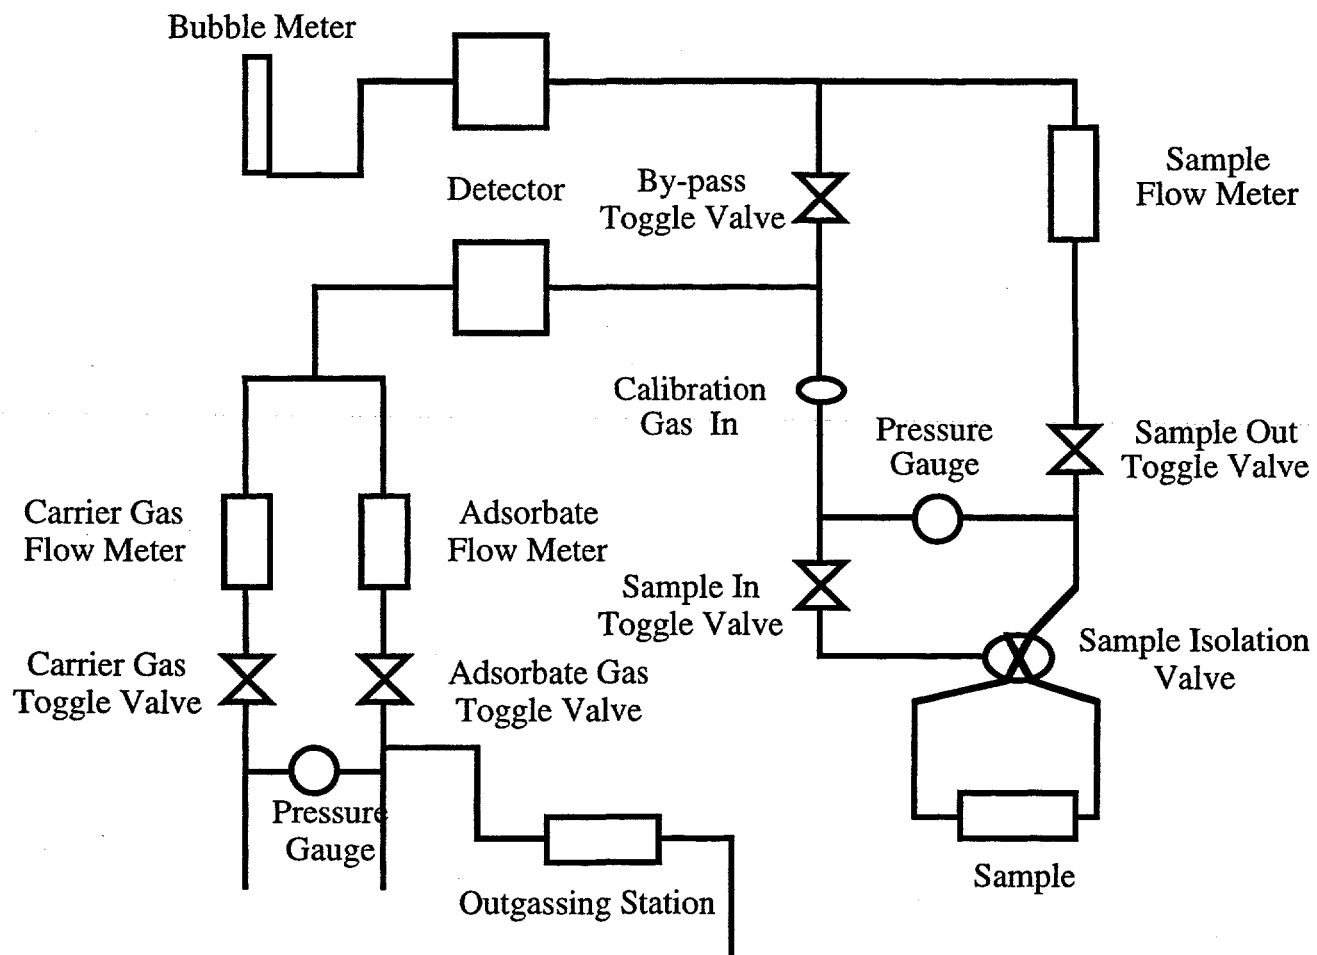 Bubble Meter
Detector
By-pass
Toggle Valve
Sample
Flow Meter
Calibration
Gas In
Pressure
Gauge
Sample Out
Toggle Valve
Carrier Gas
Flow Meter
Adsorbate
Flow Meter
Sample In
Toggle Valve
Sample Isolation
Valve
Carrier Gas
Toggle Valve
Adsorbate Gas
Toggle Valve
Pressure
Gauge
Outgassing Station
Sample